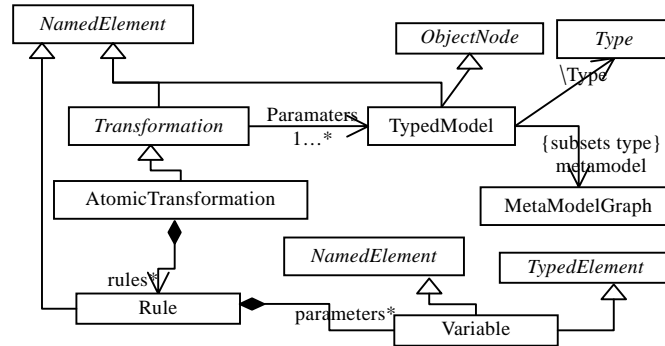 NamedElement
ObjectNode
Type
\Type
Transformation
Paramaters
1…*
TypedModel
{subsets type}
metamodel
AtomicTransformation
MetaModelGraph
NamedElement
TypedElement
rules*
Rule
parameters*
Variable